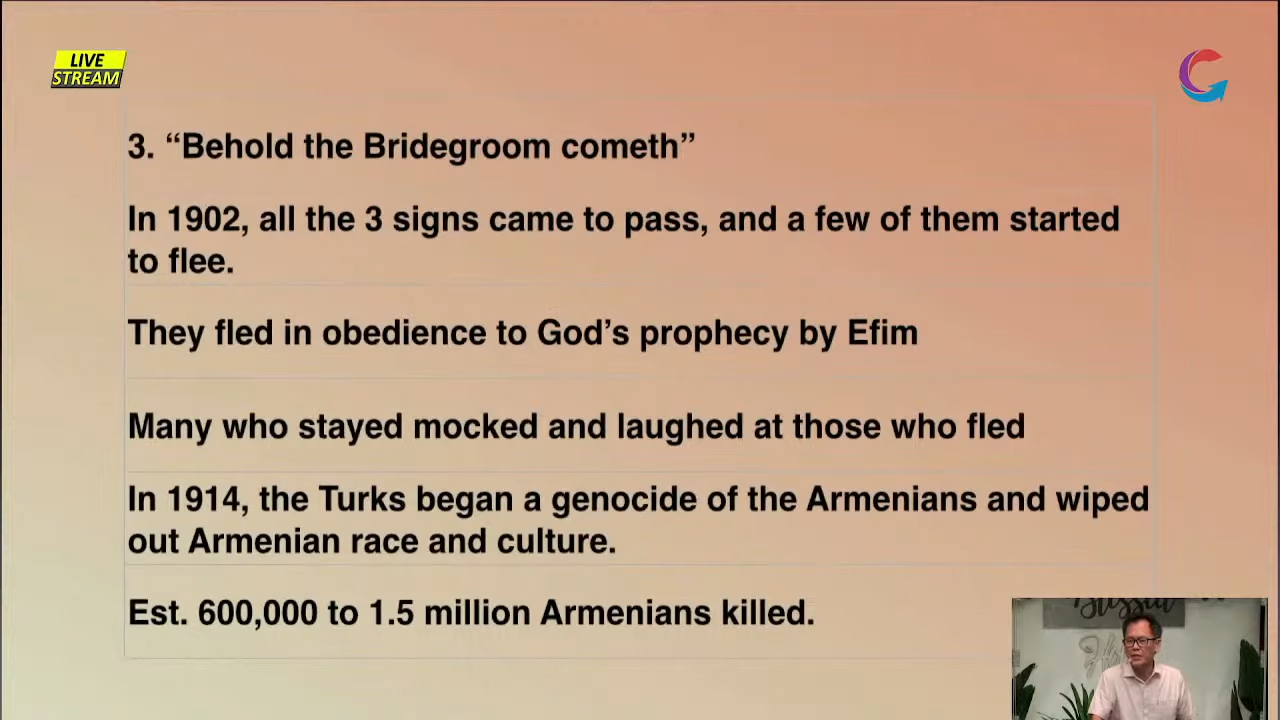 LIVE
STREAM
3. “Behold the Bridegroom cometh”
In 1902, all the 3 signs came to pass, and a few of them started
to flee.
They fled in obedience to God’s prophecy by Efim
Many who stayed mocked and laughed at those who fled
In 1914, the Turks began a genocide of the Armenians and wiped
out Armenian race and culture.
Est. 600,000 to 1.5 million Armenians killed.
Blessed